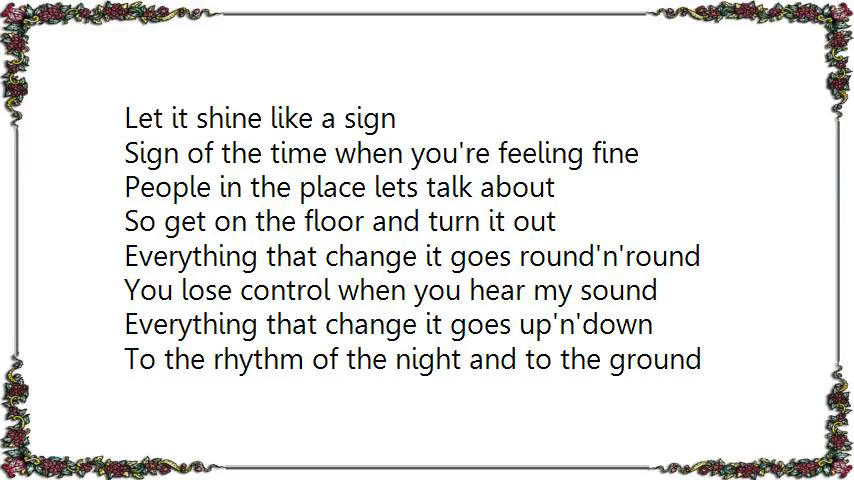 Let it shine like a sign
Sign of the time when you're feeling fine
People in the place lets talk about
So get on the floor and turn it out
Everything that change it goes round'n'round
You lose control when you hear my sound
Everything that change it goes up'n'down
To the rhythm of the night and to the ground